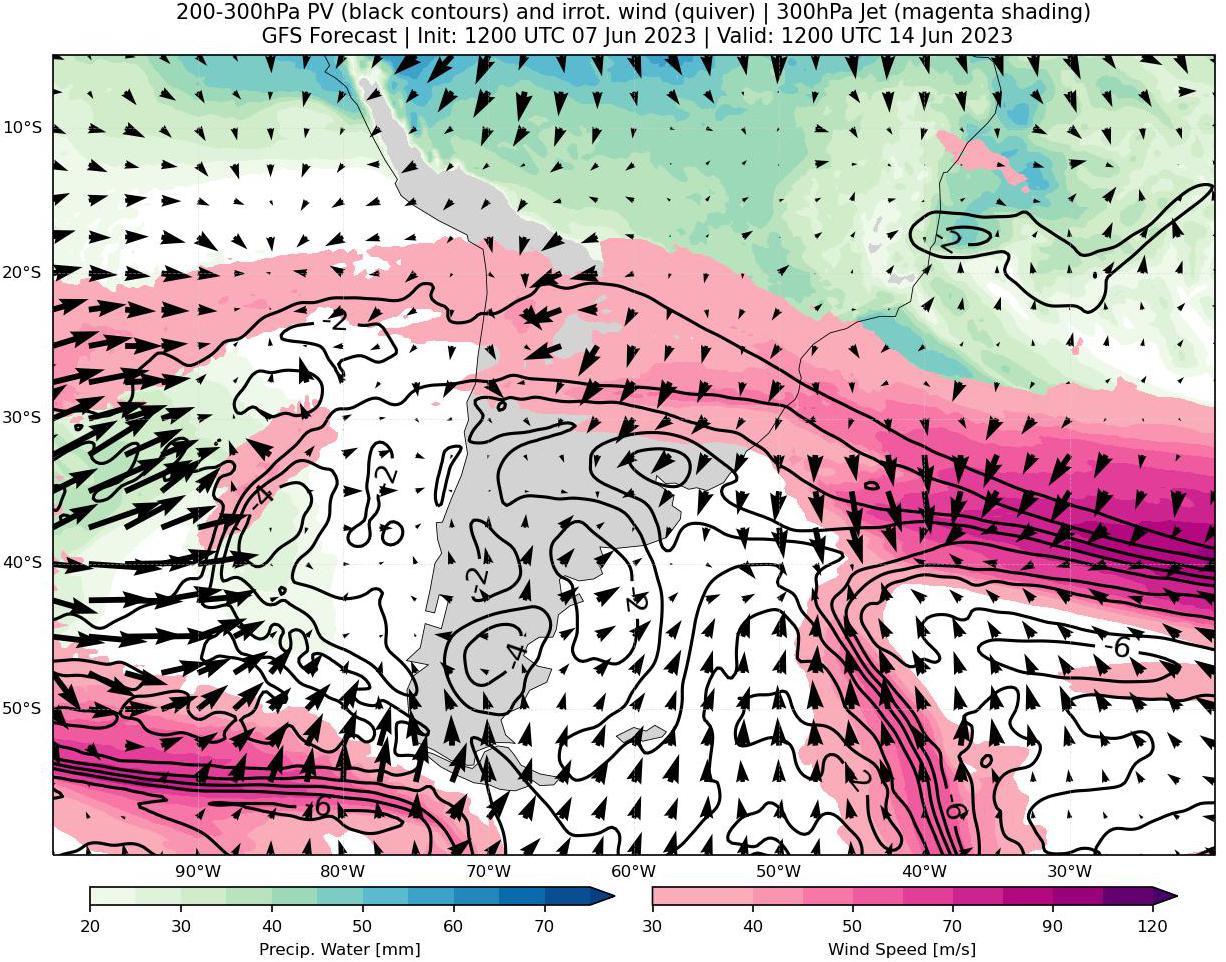 200-300hPa PV (black contours) and irrot. wind (quiver) | 300hPa Jet (magenta shading)
GFS Forecast | Init: 1200 UTC 07 Jun 2023 | Valid: 1200 UTC 14 Jun 2023
10°S
20°S
-2
30°S
-4
-2
40°S
-2
-2
-4
-6
50°S
-2
-6
-6
90°W 80°W 70°W 60°W 50°W 40°W 30°W
20 30 40 50 60 70
30 40 50 70 90 120
Precip. Water [mm]
Wind Speed [m/s]